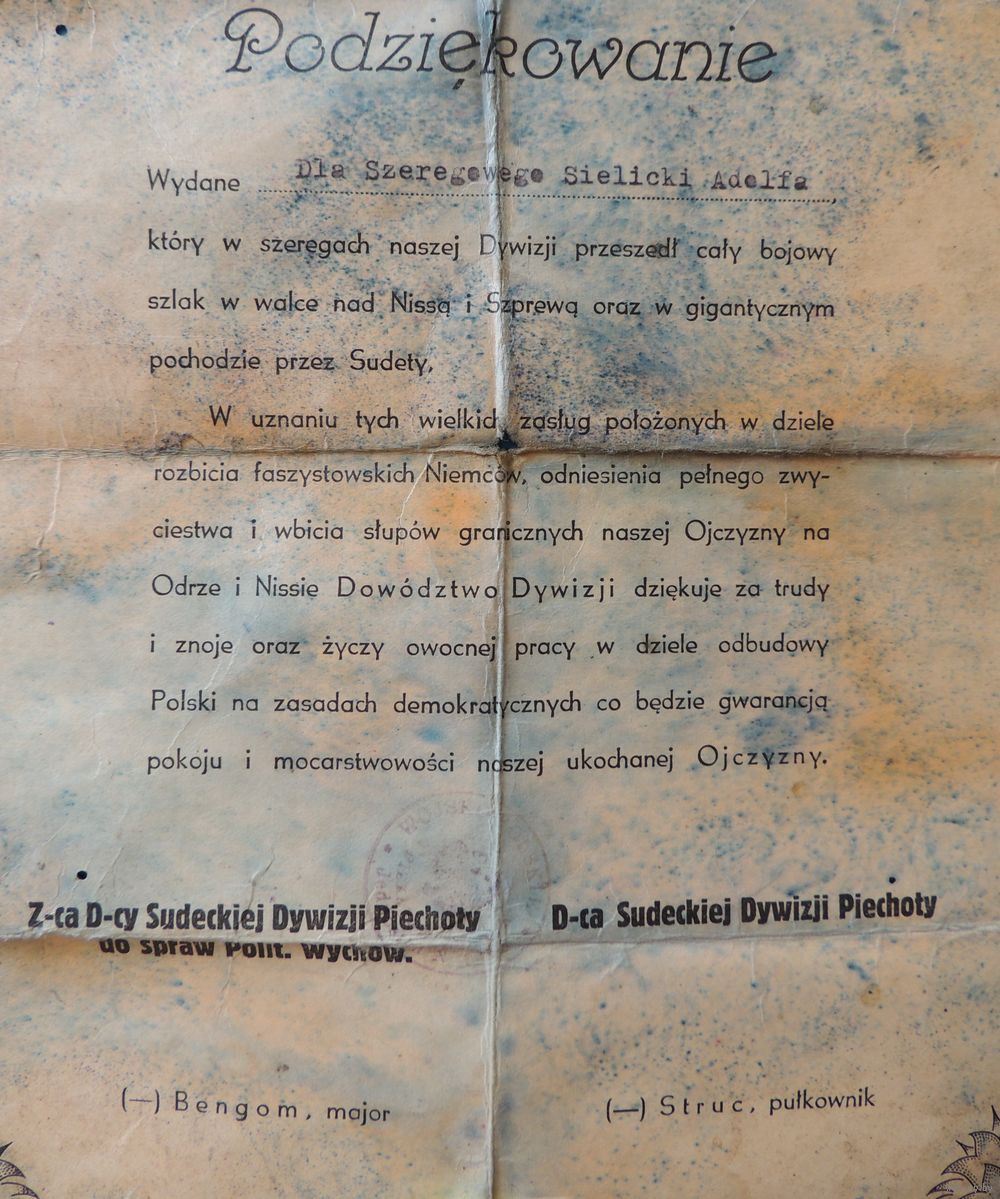 Podziękowanie
Wydane Dla Szeregowego Sielicki Adolfa,
który w szeręgach naszej Dywizji przeszedł cały bojowy
szlak w walce nad Nissą i Szprewą oraz w gigantycznym
pochodzie przez Sudety,
W uznaniu tych wielkich zasług położonych w dziele
rozbicia faszystowskich Niemców, odniesienia pełnego zwy-
ciestwa i wbicia słupów granicznych naszej Ojczyzny na
Odrze i Nissie Dowództwo Dywizji dziękuje za trudy
i znoje oraz życzy owocnej pracy w dziele odbudowy
Polski na zasadach demokratycznych co będzie gwarancją
pokoju i mocarstwowości naszej ukochanej Ojczyzny.
Z-ca D-cy Sudeckiej Dywizji Piechoty
do spraw Polit. Wychow.
D-ca Sudeckiej Dywizji Piechoty
(—) Bengom, major
(—) Struc, pułkownik